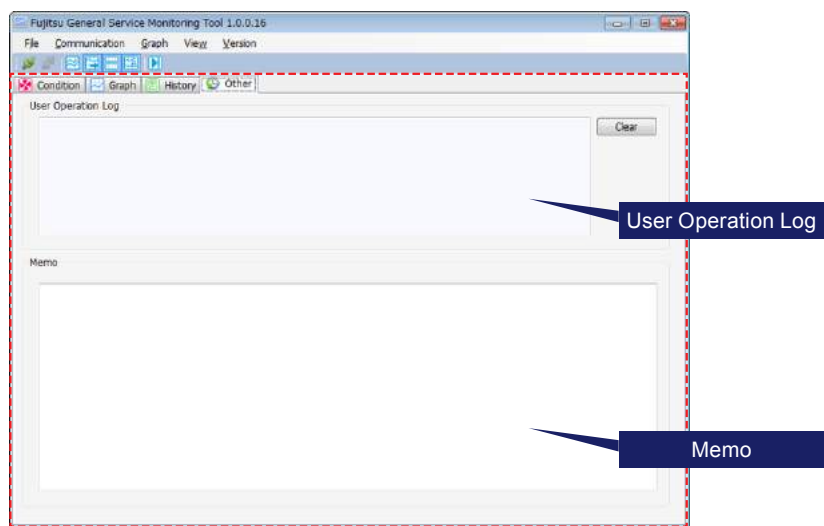 Fujitsu General Service Monitoring Tool 1.0.0.16
File Communication Graph View Version
Condition Graph History Other
User Operation Log
Clear
User Operation Log
Memo
Memo